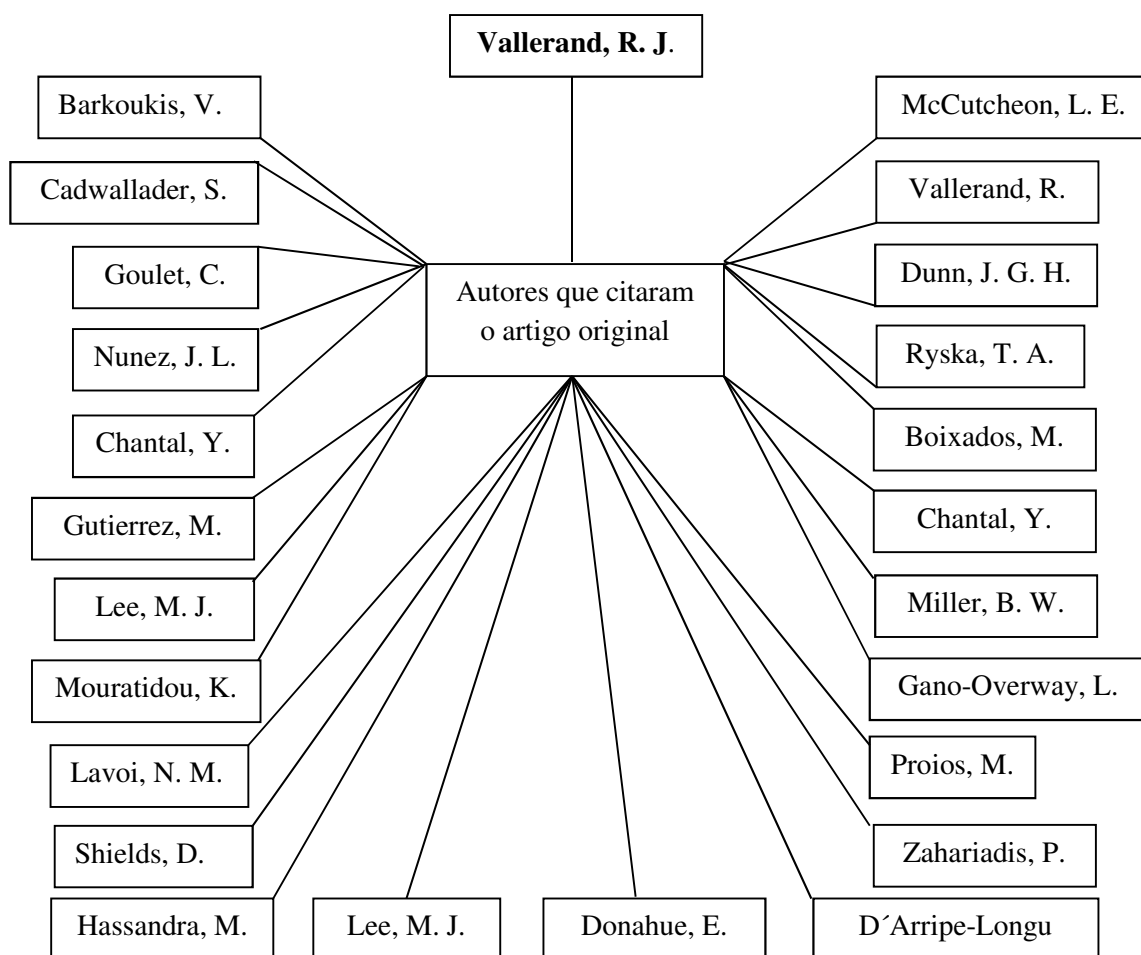 Vallerand, R. J.
Barkoukis, V.
McCutcheon, L. E.
Cadwallader, S.
Vallerand, R.
Goulet, C.
Dunn, J. G. H.
Autores que citaram
o artigo original
Nunez, J. L.
Ryska, T. A.
Chantal, Y.
Boixados, M.
Gutierrez, M.
Chantal, Y.
Lee, M. J.
Miller, B. W.
Mouratidou, K.
Gano-Overway, L.
Lavoi, N. M.
Proios, M.
Shields, D.
Zahariadis, P.
Hassandra, M.
Lee, M. J.
Donahue, E.
D´Arripe-Longu